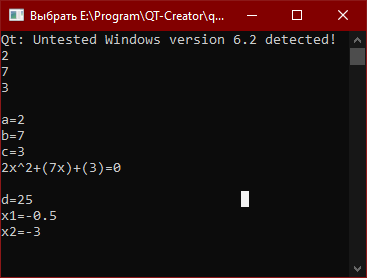 Выбрать E:\Program\QT-Creator\q...
Qt: Untested Windows version 6.2 detected!
2
7
3
a=2
b=7
c=3
2x^2+(7x)+(3)=0
d=25
x1=-0.5
x2=-3